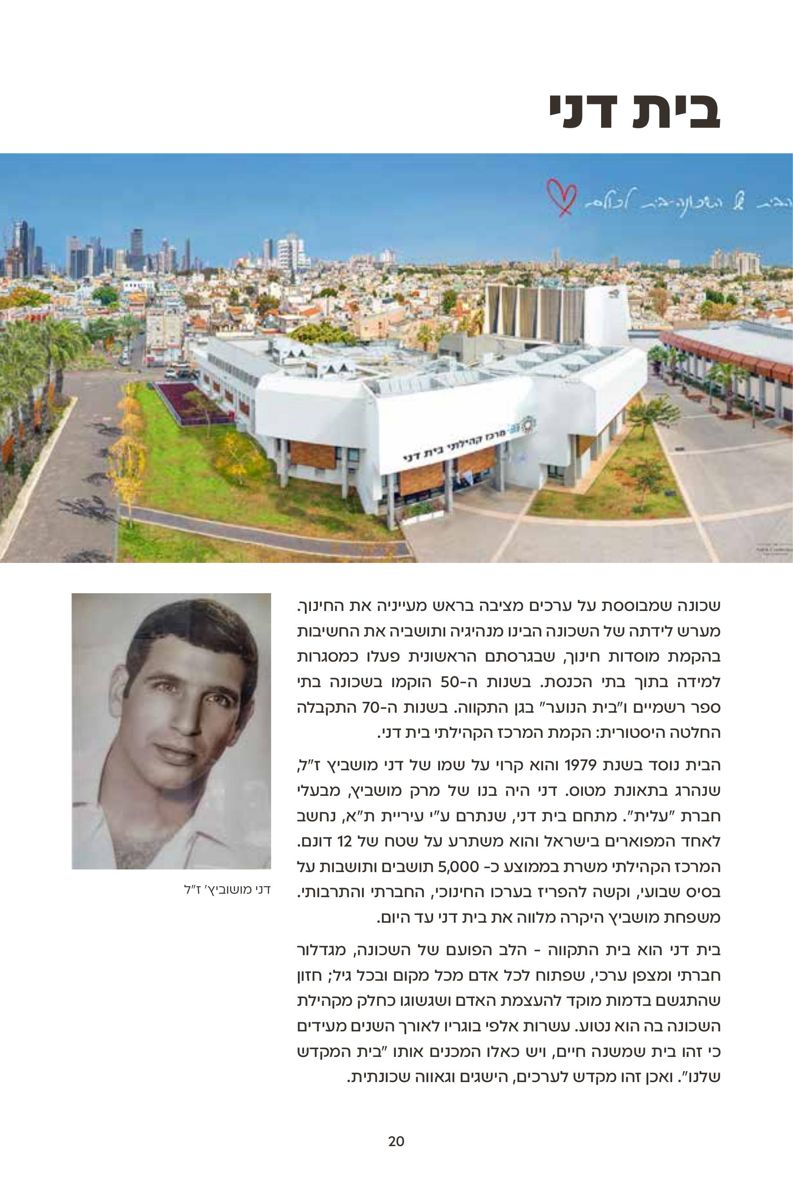 בית דני
הבית של השכונה-בית לכולם
מרכז קהילתי בית דני
שכונה שמבוססת על ערכים מציבה בראש מעייניה את החינוך.
מערש לידתה של השכונה הבינו מנהיגיה ותושביה את החשיבות
בהקמת מוסדות חינוך, שבגרסתם הראשונית פעלו כמסגרות
למידה בתוך בתי הכנסת. בשנות ה-50 הוקמו בשכונה בתי
ספר רשמיים ו"בית הנוער" בגן התקווה. בשנות ה-70 התקבלה
החלטה היסטורית: הקמת המרכז הקהילתי בית דני.
הבית נוסד בשנת 1979 והוא קרוי על שמו של דני מושביץ ז"ל,
שנהרג בתאונת מטוס. דני היה בנו של מרק מושביץ, מבעלי
חברת "עלית". מתחם בית דני, שנתרם ע"י עיריית ת"א, נחשב
לאחד המפוארים בישראל והוא משתרע על שטח של 12 דונם.
המרכז הקהילתי משרת בממוצע כ- 5,000 תושבים ותושבות על
בסיס שבועי, וקשה להפריז בערכו החינוכי, החברתי והתרבותי.
משפחת מושביץ היקרה מלווה את בית דני עד היום.
בית דני הוא בית התקווה - הלב הפועם של השכונה, מגדלור
חברתי ומצפן ערכי, שפתוח לכל אדם מכל מקום ובכל גיל; חזון
שהתגשם בדמות מוקד להעצמת האדם ושגשוגו כחלק מקהילת
השכונה בה הוא נטוע. עשרות אלפי בוגריו לאורך השנים מעידים
כי זהו בית שמשנה חיים, ויש כאלו המכנים אותו "בית המקדש
שלנו". ואכן זהו מקדש לערכים, הישגים וגאווה שכונתית.
דני מושוביץ' ז"ל
20